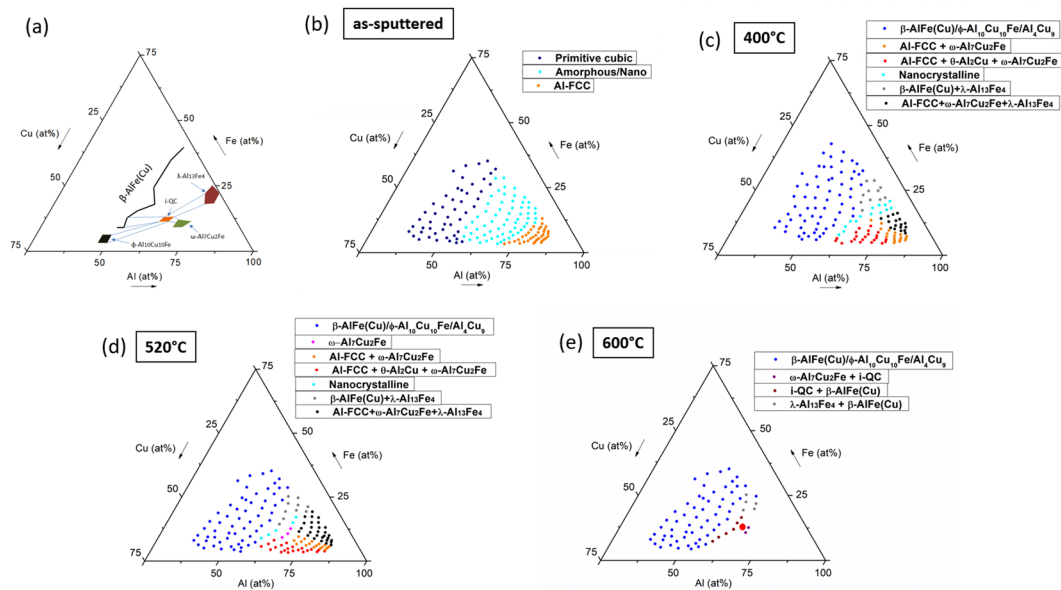 (a)
75
50
25
Cu (at%)
Fe (at%)
β-AlFe(Cu)
λ-Al13Fe4
50
25
i-QC
ω-Al7Cu2Fe
ϕ-Al10Cu10Fe
75
50
75
100
Al (at%)
(b)
as-sputtered
Primitive cubic
Amorphous/Nano
Al-FCC
75
50
25
Cu (at%)
Fe (at%)
50
25
75
50
75
100
Al (at%)
(c)
400°C
β-AlFe(Cu)/ϕ-Al10Cu10Fe/Al4Cu9
Al-FCC + ω-Al7Cu2Fe
Al-FCC + θ-Al2Cu + ω-Al7Cu2Fe
Nanocrystalline
β-AlFe(Cu)+λ-Al13Fe4
Al-FCC+ω-Al7Cu2Fe+λ-Al13Fe4
75
25
50
Cu (at%)
Fe (at%)
50
25
75
50
75
100
Al (at%)
(d)
520°C
β-AlFe(Cu)/ϕ-Al10Cu10Fe/Al4Cu9
ω-Al7Cu2Fe
Al-FCC + ω-Al7Cu2Fe
Al-FCC + θ-Al2Cu + ω-Al7Cu2Fe
Nanocrystalline
β-AlFe(Cu)+λ-Al13Fe4
Al-FCC+ω-Al7Cu2Fe+λ-Al13Fe4
75
25
50
Cu (at%)
Fe (at%)
50
25
75
50
75
100
Al (at%)
(e)
600°C
β-AlFe(Cu)/ϕ-Al10Cu10Fe/Al4Cu9
ω-Al7Cu2Fe + i-QC
i-QC + β-AlFe(Cu)
λ-Al13Fe4 + β-AlFe(Cu)
75
25
50
Cu (at%)
Fe (at%)
50
25
75
50
75
100
Al (at%)